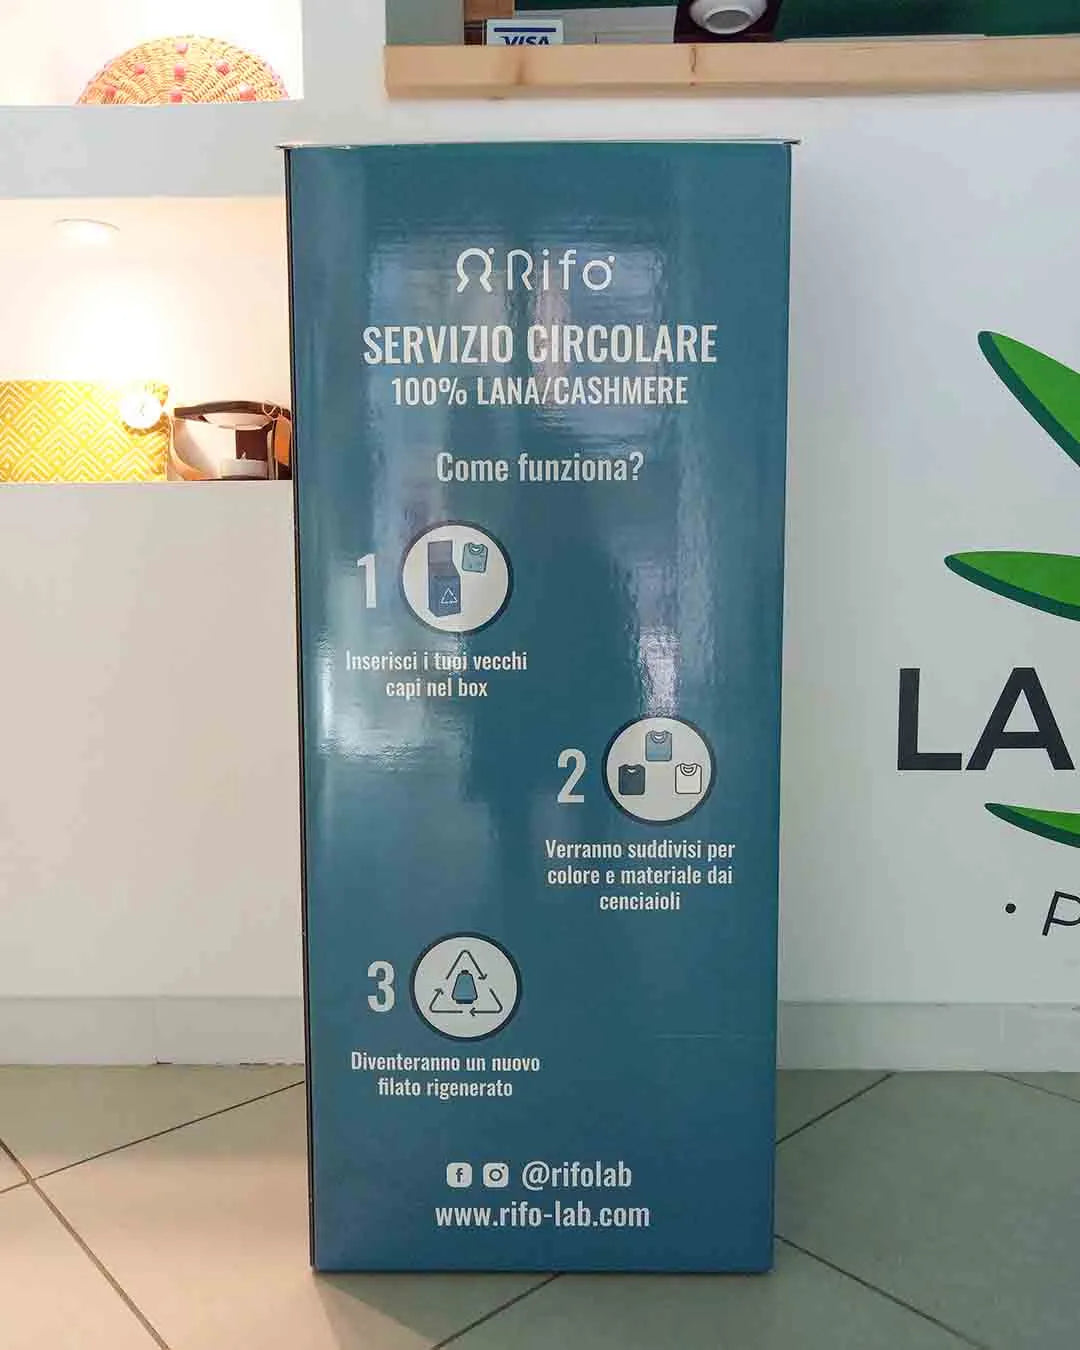 VISA
Rifò
SERVIZIO CIRCOLARE
100% LANA/CASHMERE
Come funziona?
1
Inserisci i tuoi vecchi
capi nel box
2
Verranno suddivisi per
colore e materiale dai
cenciaioli
3
Diventeranno un nuovo
filato rigenerato
@rifolab
www.rifo-lab.com
LA
• P